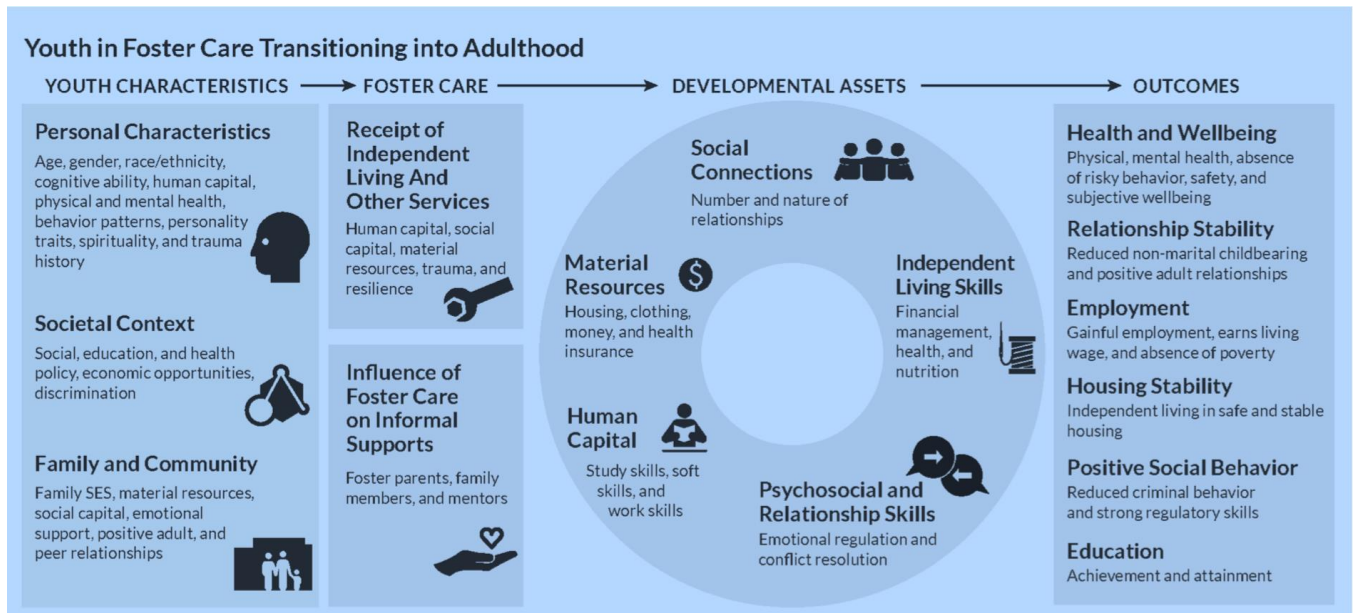 Youth in Foster Care Transitioning into Adulthood
YOUTH CHARACTERISTICS
FOSTER CARE
DEVELOPMENTAL ASSETS
OUTCOMES
Personal Characteristics
Age, gender, race/ethnicity,
cognitive ability, human capital,
physical and mental health,
behavior patterns, personality
traits, spirituality, and trauma
history
Societal Context
Social, education, and health
policy, economic opportunities,
discrimination
Family and Community
Family SES, material resources,
social capital, emotional
support, positive adult, and
peer relationships
Receipt of
Independent
Living And
Other Services
Human capital, social
capital, material
resources, trauma, and
resilience
Influence of
Foster Care
on Informal
Supports
Foster parents, family
members, and mentors
Social
Connections
Number and nature of
relationships
Material
Resources
$
Housing, clothing,
money, and health
insurance
Independent
Living Skills
Financial
management,
health, and
nutrition
Human
Capital
Study skills, soft
skills, and
work skills
Psychosocial and
Relationship Skills
Emotional regulation and
conflict resolution
Health and Wellbeing
Physical, mental health, absence
of risky behavior, safety, and
subjective wellbeing
Relationship Stability
Reduced non-marital childbearing
and positive adult relationships
Employment
Gainful employment, earns living
wage, and absence of poverty
Housing Stability
Independent living in safe and stable
housing
Positive Social Behavior
Reduced criminal behavior
and strong regulatory skills
Education
Achievement and attainment